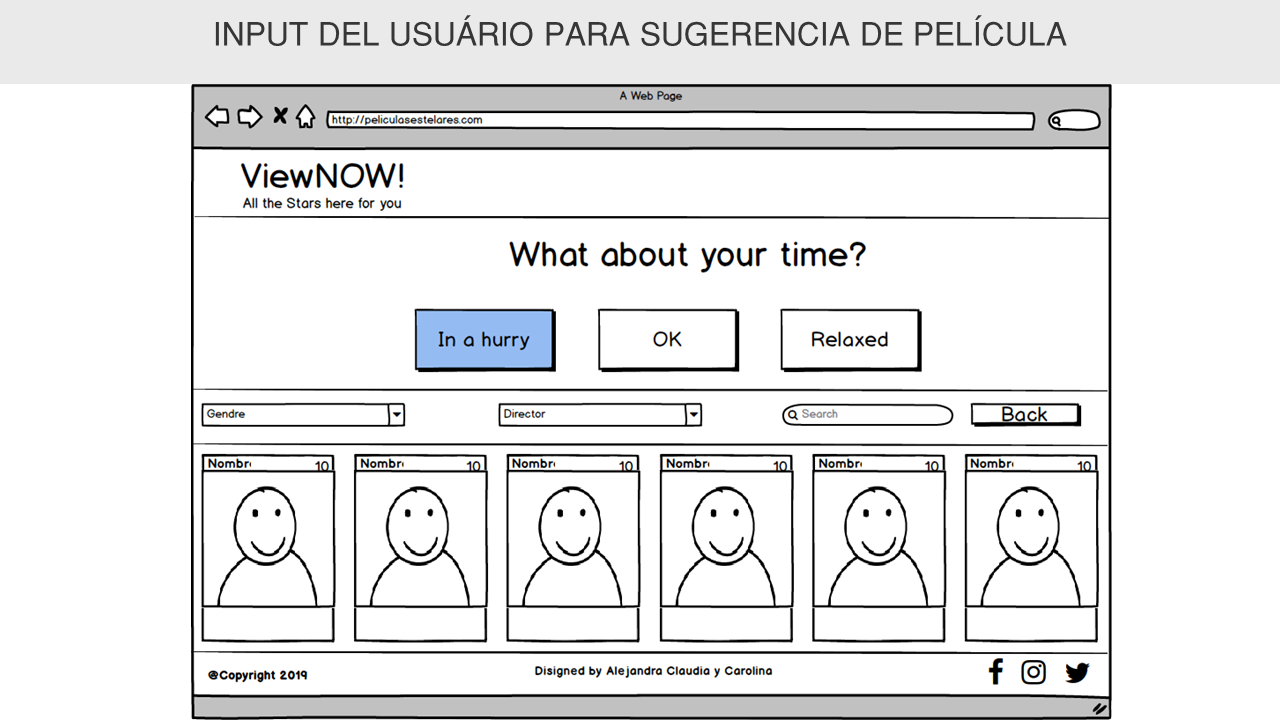 INPUT DEL USUÁRIO PARA SUGERENCIA DE PELÍCULA
A Web Page
http://peliculasestelares.com
ViewNOW!
All the Stars here for you
What about your time?
In a hurry OK Relaxed
Gendre Director Search Back
Nombr 10 Nombr 10 Nombr 10 Nombr 10 Nombr 10 Nombr 10
@Copyright 2019 Disigned by Alejandra Claudia y Carolina